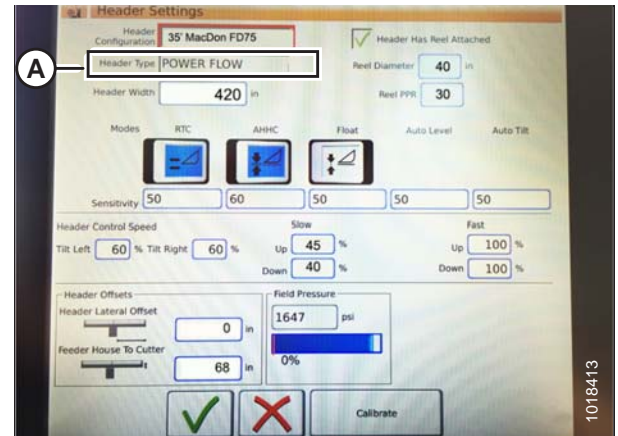 Header Settings
Header Configuration 35' MacDon FD75
Header Has Reel Attached
A
Header Type POWER FLOW
Reel Diameter 40 in
Header Width 420 in
Reel PPR 30
Modes RTC AHHC Float Auto Level Auto Tilt
Sensitivity 50 60 50 50 50
Header Control Speed Slow Fast
Tilt Left 60 % Tilt Right 60 % Up 45 % Up 100 %
Down 40 % Down 100 %
Header Offsets Field Pressure
Header Lateral Offset
0 in
1647 psi
Feeder House To Cutter
68 in
0%
Calibrate
1018413